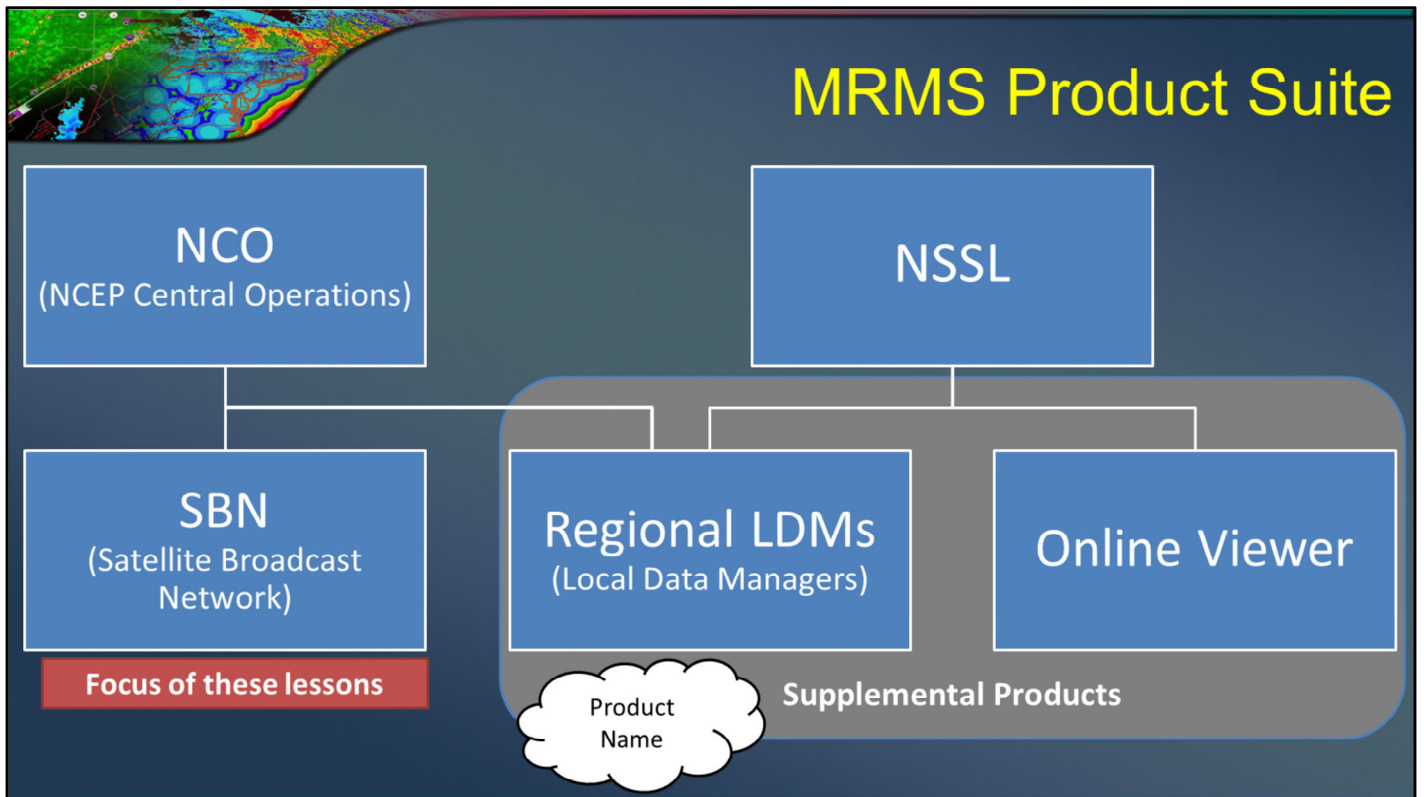 MRMS Product Suite
NCO
(NCEP Central Operations)
NSSL
SBN
(Satellite Broadcast
Network)
Regional LDMs
(Local Data Managers)
Online Viewer
Focus of these lessons
Product
Name
Supplemental Products